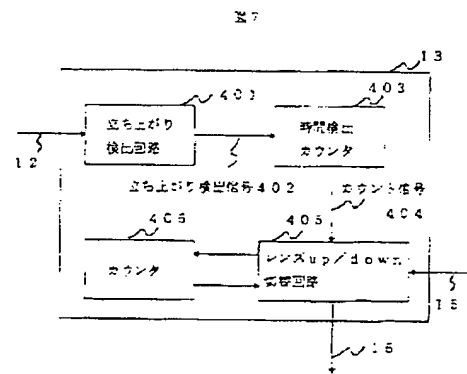 図7
13
401
403
立ち上がり
検出回路
時間検出
カウンタ
12
立ち上がり検出信号402
カウント信号
404
406
405
カウンタ
レンズup/down
切替回路
15
16